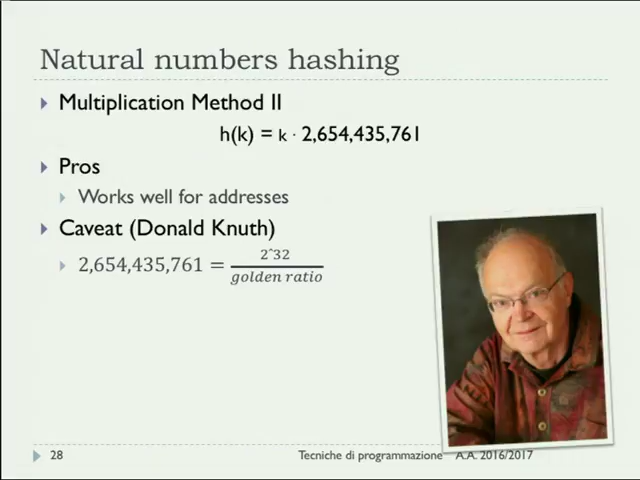 Natural numbers hashing
Multiplication Method II
h(k) = k · 2,654,435,761
Pros
Works well for addresses
Caveat (Donald Knuth)
2,654,435,761 = 2^32 / golden ratio
28 Tecniche di programmazione A.A. 2016/2017